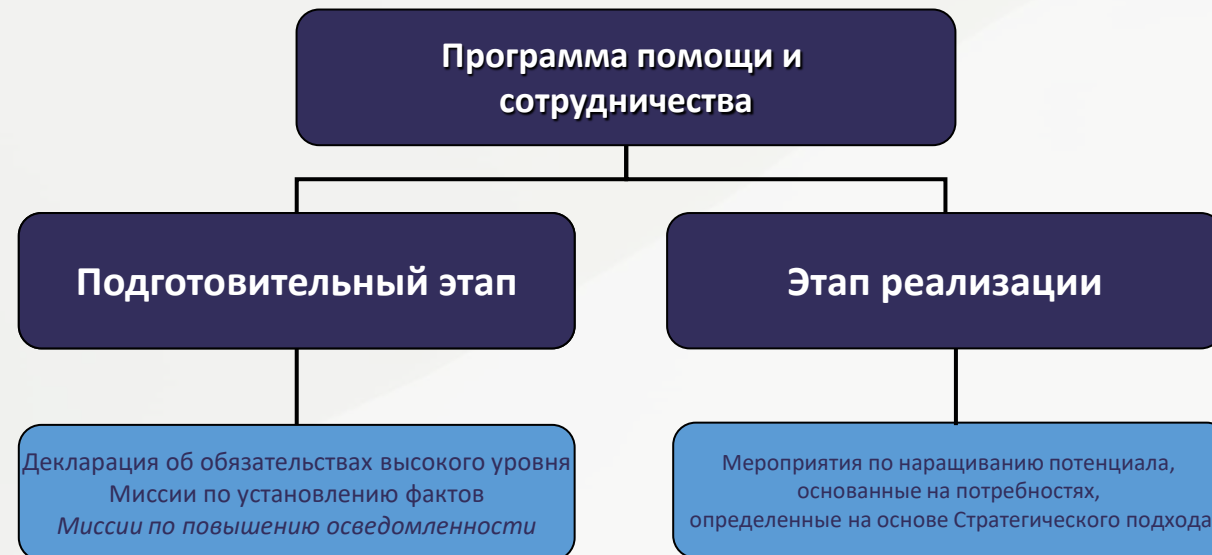 Программа помощи и
сотрудничества
Подготовительный этап
Этап реализации
Декларация об обязательствах высокого уровня
Миссии по установлению фактов
Миссии по повышению осведомленности
Мероприятия по наращиванию потенциала,
основанные на потребностях,
определенные на основе Стратегического подхода